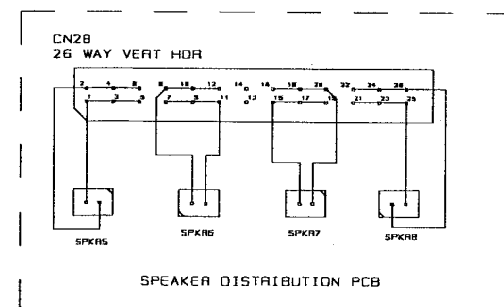 CN28
26 WAY VERT HDR
2 4 6 8 10 12 14 16 18 20 22 24 26
1 3 5 7 9 11 13 15 17 19 21 23 25
SPKR5 SPKR6 SPKR7 SPKR8
SPEAKER DISTRIBUTION PCB